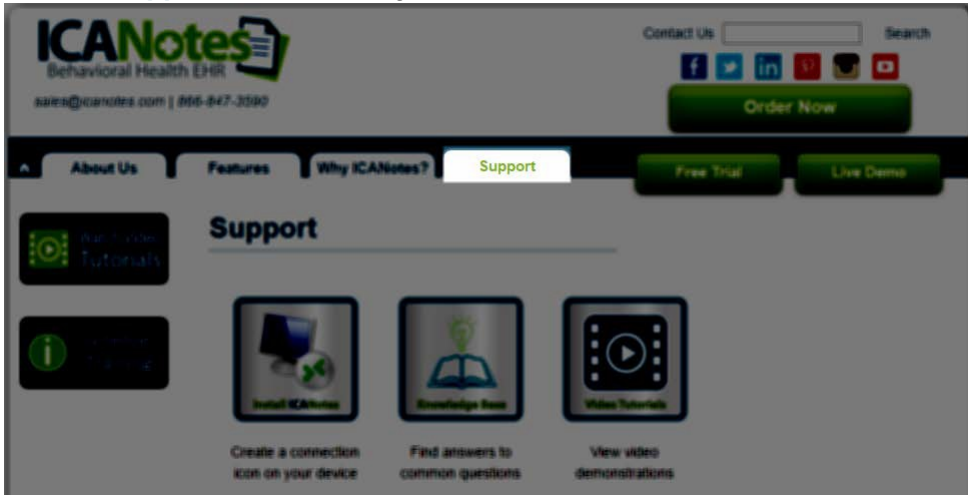 ICANotes
Behavioral Health EHR
sales@icanotes.com | 866-847-3590
Contact Us
Search
Order Now
^ About Us
Features
Why ICANotes?
Support
Free Trial
Live Demo
Tutorials
Support
Install ICANotes
Knowledge Base
Video Tutorials
Create a connection
icon on your device
Find answers to
common questions
View video
demonstrations